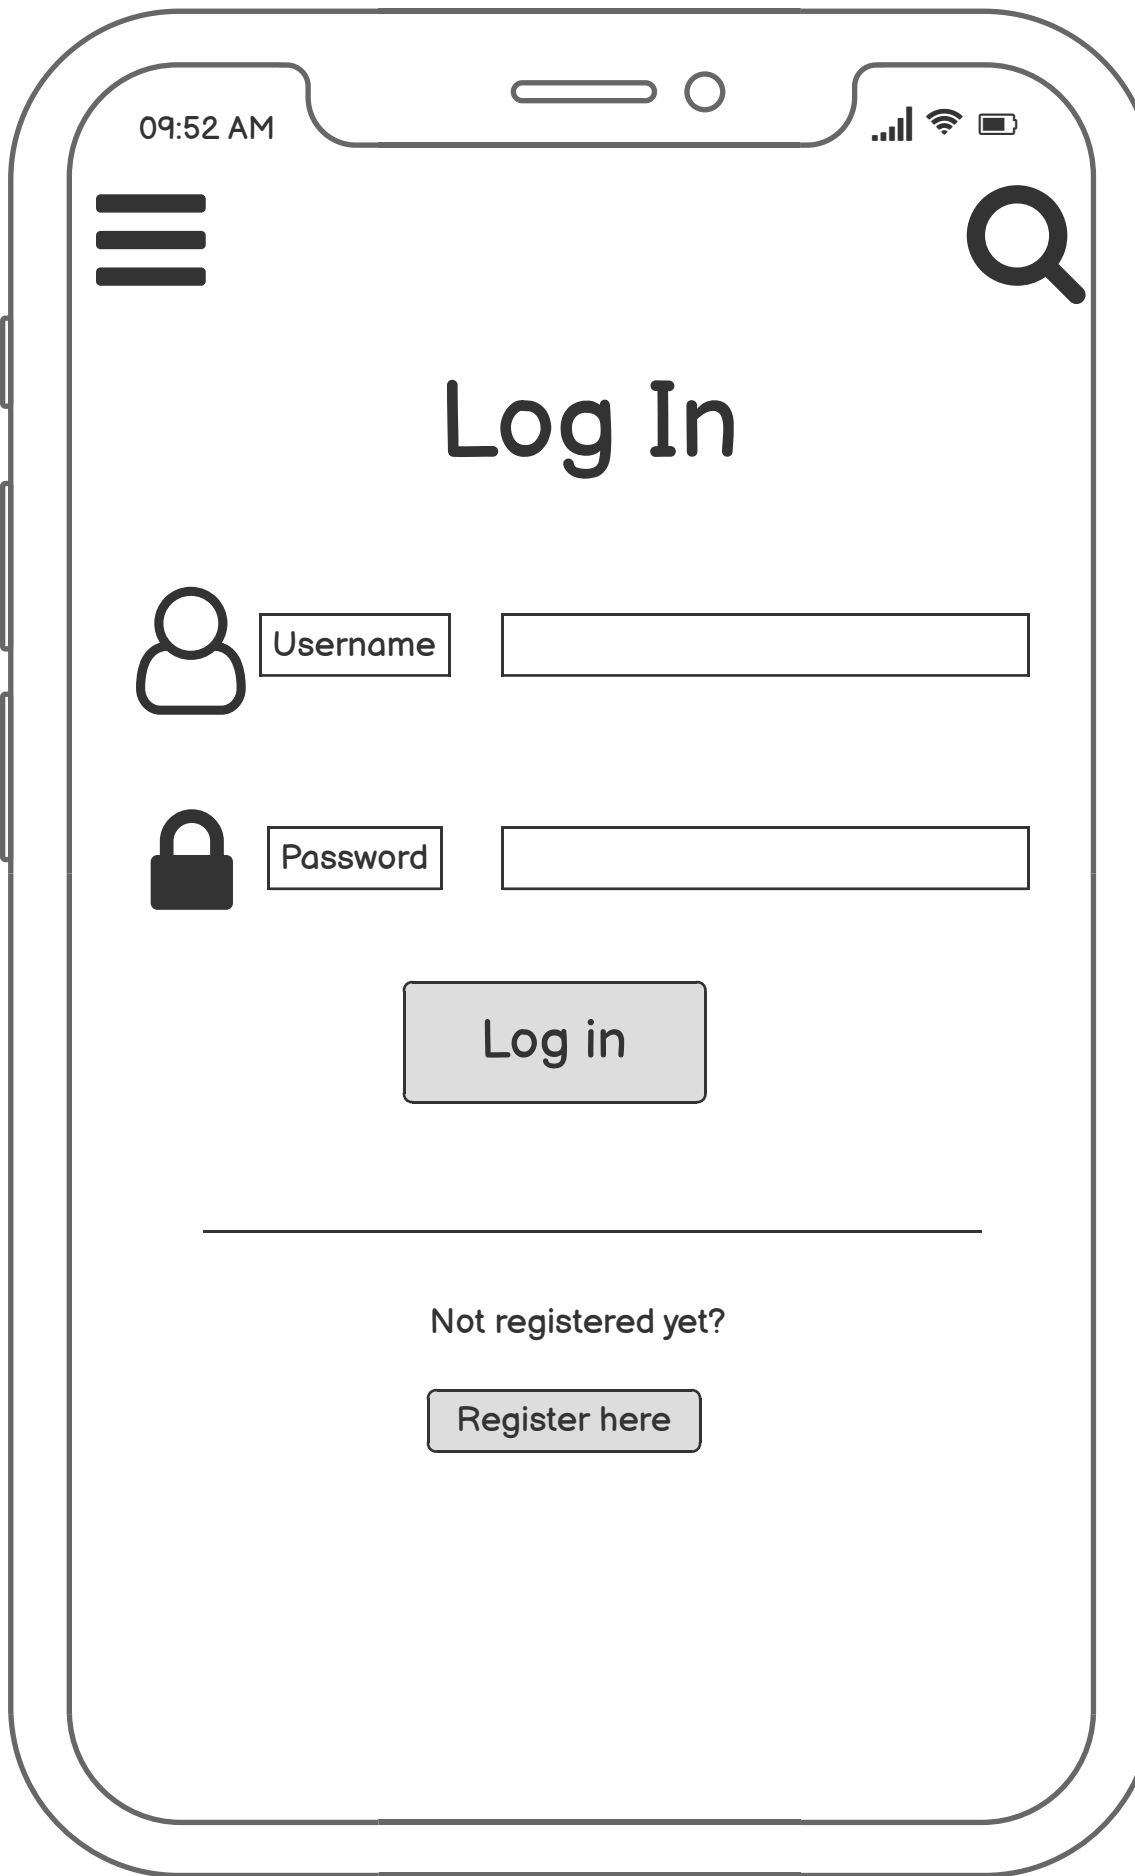 09:52 AM
Log In
Username
Password
Log in
Not registered yet?
Register here